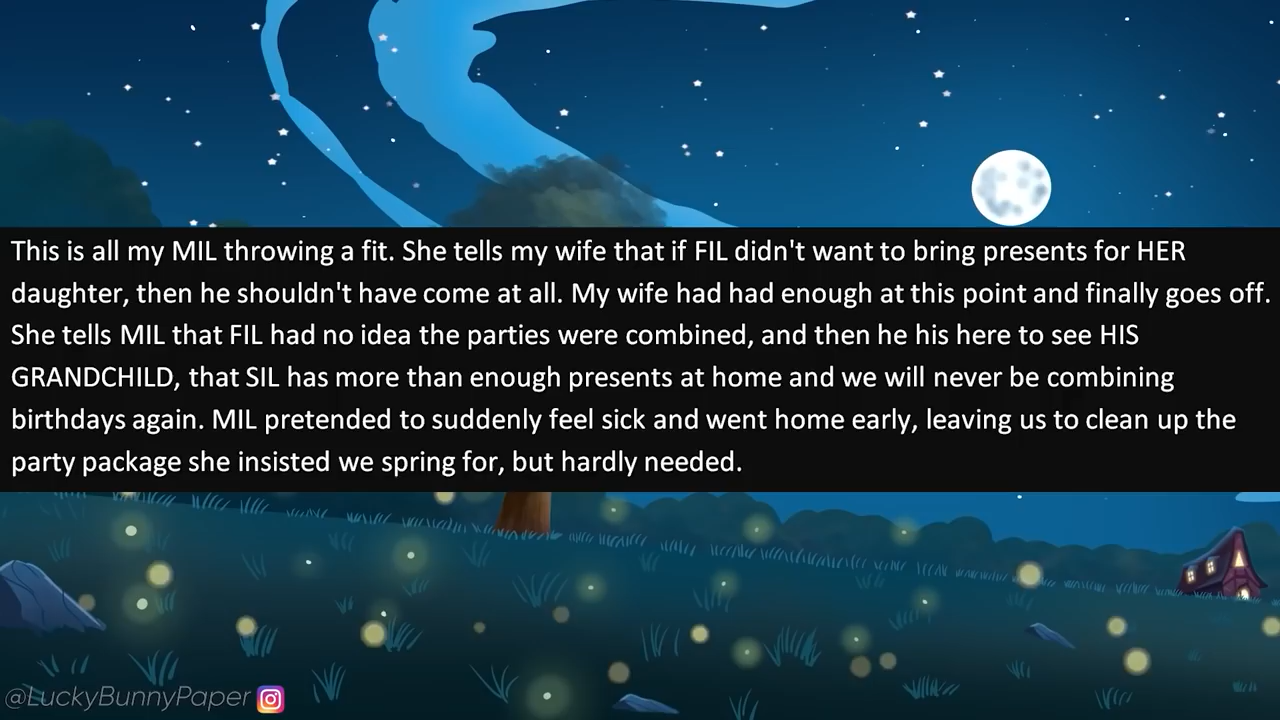 This is all my MIL throwing a fit. She tells my wife that if FIL didn't want to bring presents for HER
daughter, then he shouldn't have come at all. My wife had had enough at this point and finally goes off.
She tells MIL that FIL had no idea the parties were combined, and then he his here to see HIS
GRANDCHILD, that SIL has more than enough presents at home and we will never be combining
birthdays again. MIL pretended to suddenly feel sick and went home early, leaving us to clean up the
party package she insisted we spring for, but hardly needed.
@LuckyBunnyPaper